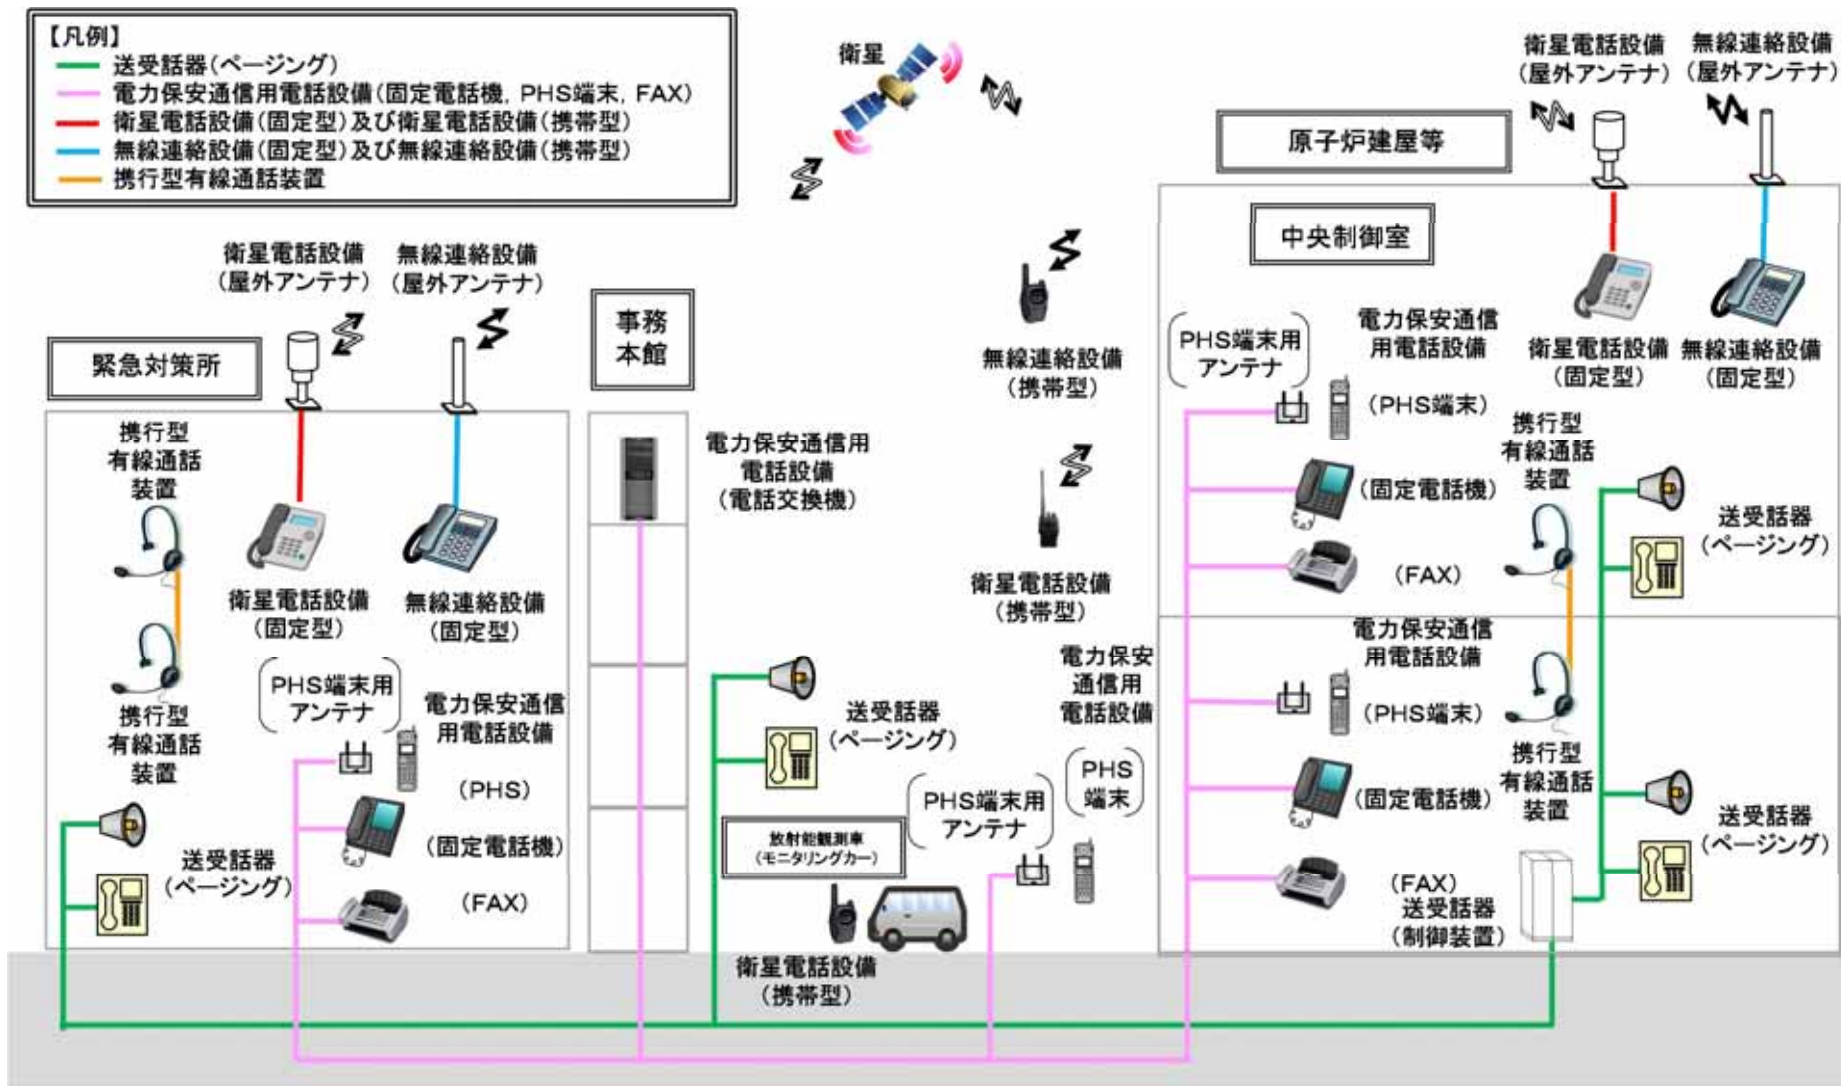 【凡例】
送受話器(ページング)
電力保安通信用電話設備(固定電話機, PHS端末, FAX)
衛星電話設備(固定型)及び衛星電話設備(携帯型)
無線連絡設備(固定型)及び無線連絡設備(携帯型)
携行型有線通話装置
衛星
衛星電話設備
(屋外アンテナ)
無線連絡設備
(屋外アンテナ)
原子炉建屋等
中央制御室
衛星電話設備
(屋外アンテナ)
無線連絡設備
(屋外アンテナ)
緊急対策所
事務
本館
携行型
有線通話
装置
衛星電話設備
(固定型)
無線連絡設備
(固定型)
携行型
有線通話
装置
PHS端末用
アンテナ
電力保安通信
用電話設備
(PHS)
(固定電話機)
(FAX)
送受話器
(ページング)
電力保安通信用
電話設備
(電話交換機)
無線連絡設備
(携帯型)
衛星電話設備
(携帯型)
送受話器
(ページング)
電力保安
通信用
電話設備
PHS
端末
PHS端末用
アンテナ
放射能観測車
(モニタリングカー)
衛星電話設備
(携帯型)
PHS端末用
アンテナ
電力保安通信
用電話設備
(PHS端末)
(固定電話機)
(FAX)
衛星電話設備
(固定型)
無線連絡設備
(固定型)
携行型
有線通話
装置
送受話器
(ページング)
電力保安通信
用電話設備
(PHS端末)
(固定電話機)
(FAX)
携行型
有線通話
装置
送受話器
(ページング)
送受話器
(制御装置)